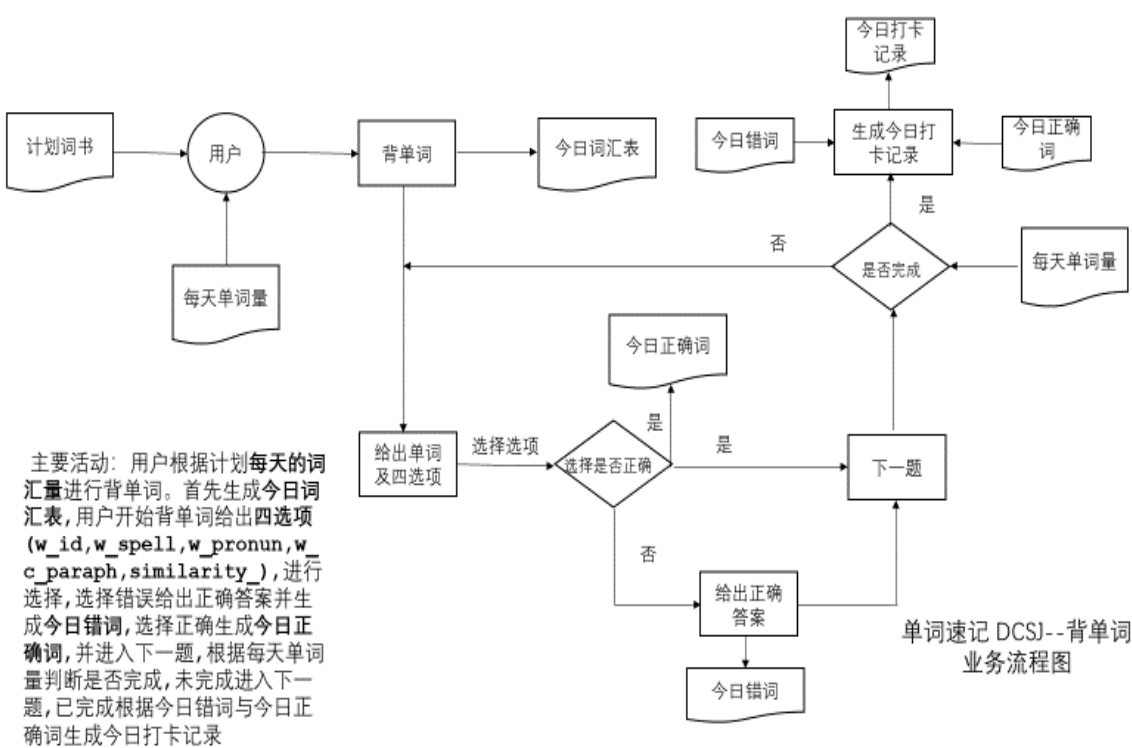 今日打卡
记录
计划词书
用户
背单词
今日词汇表
今日错词
生成今日打
卡记录
今日正确
词
是
否
是否完成
每天单词量
每天单词量
今日正确词
是
给出单词
及四选项
选择选项
选择是否正确
是
下一题
否
给出正确
答案
今日错词
主要活动: 用户根据计划每天的词
汇量进行背单词。首先生成今日词
汇表,用户开始背单词给出四选项
(w_id,w_spell,w_pronun,w_
c_paraph,similarity_),进行
选择,选择错误给出正确答案并生
成今日错词,选择正确生成今日正
确词,并进入下一题,根据每天单词
量判断是否完成,未完成进入下一
题,已完成根据今日错词与今日正
确词生成今日打卡记录
单词速记 DCSJ--背单词
业务流程图